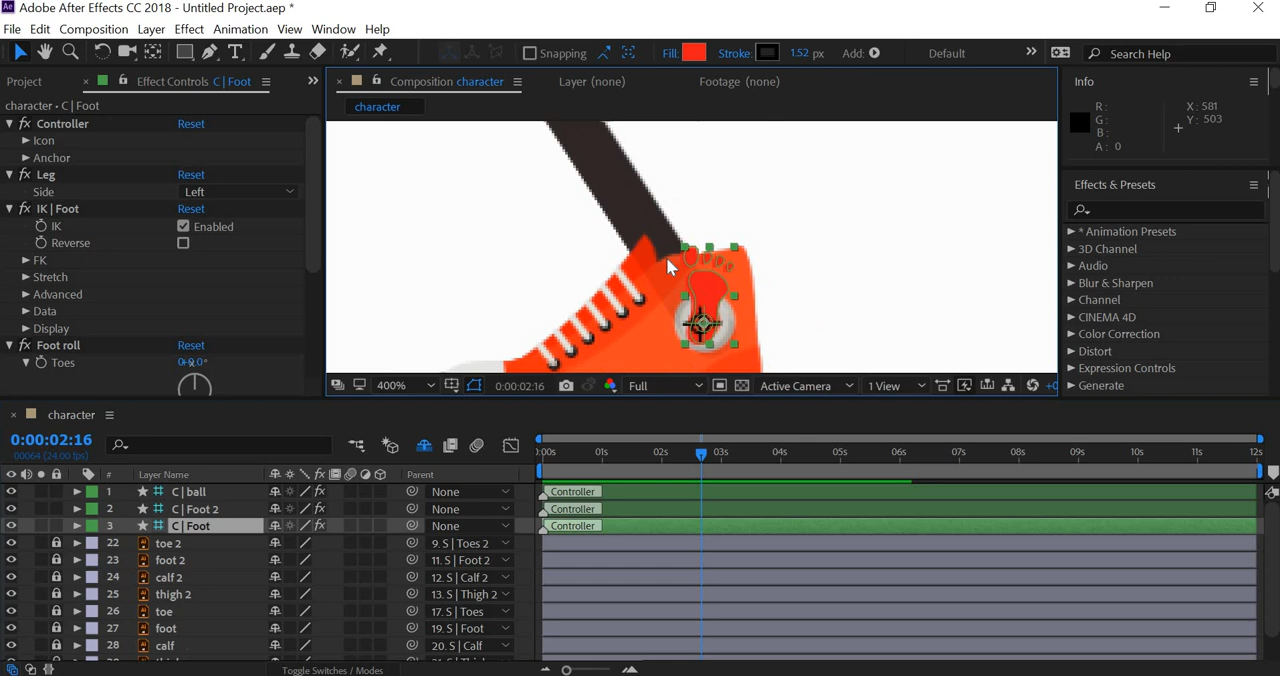 Ae Adobe After Effects CC 2018 - Untitled Project.aep *
File Edit Composition Layer Effect Animation View Window Help
Snapping Fill: Stroke: 1.52 px Add: Default Search Help
Project Effect Controls C | Foot Composition character Layer (none) Footage (none) Info
character • C | Foot character
R: G: B: A: 0
X: 581
Y: 503
fx Controller Reset
Icon
Anchor
fx Leg Reset
Side Left
fx IK | Foot Reset
IK Enabled
Reverse
FK
Stretch
Advanced
Data
Display
fx Foot roll Reset
Toes
Effects & Presets
* Animation Presets
3D Channel
Audio
Blur & Sharpen
Channel
CINEMA 4D
Color Correction
Distort
Expression Controls
Generate
400% 0:00:02:16 Full Active Camera 1 View +0
character
0:00:02:16
00064 (24.00 fps)
:00s 01s 02s 03s 04s 05s 06s 07s 08s 09s 10s 11s 12s
# Layer Name fx Parent
1 C | ball fx None Controller
2 C | Foot 2 fx None Controller
3 C | Foot fx None Controller
22 toe 2 9. S | Toes 2
23 foot 2 11. S | Foot 2
24 calf 2 12. S | Calf 2
25 thigh 2 13. S | Thigh 2
26 toe 17. S | Toes
27 foot 19. S | Foot
28 calf 20. S | Calf
Toggle Switches / Modes